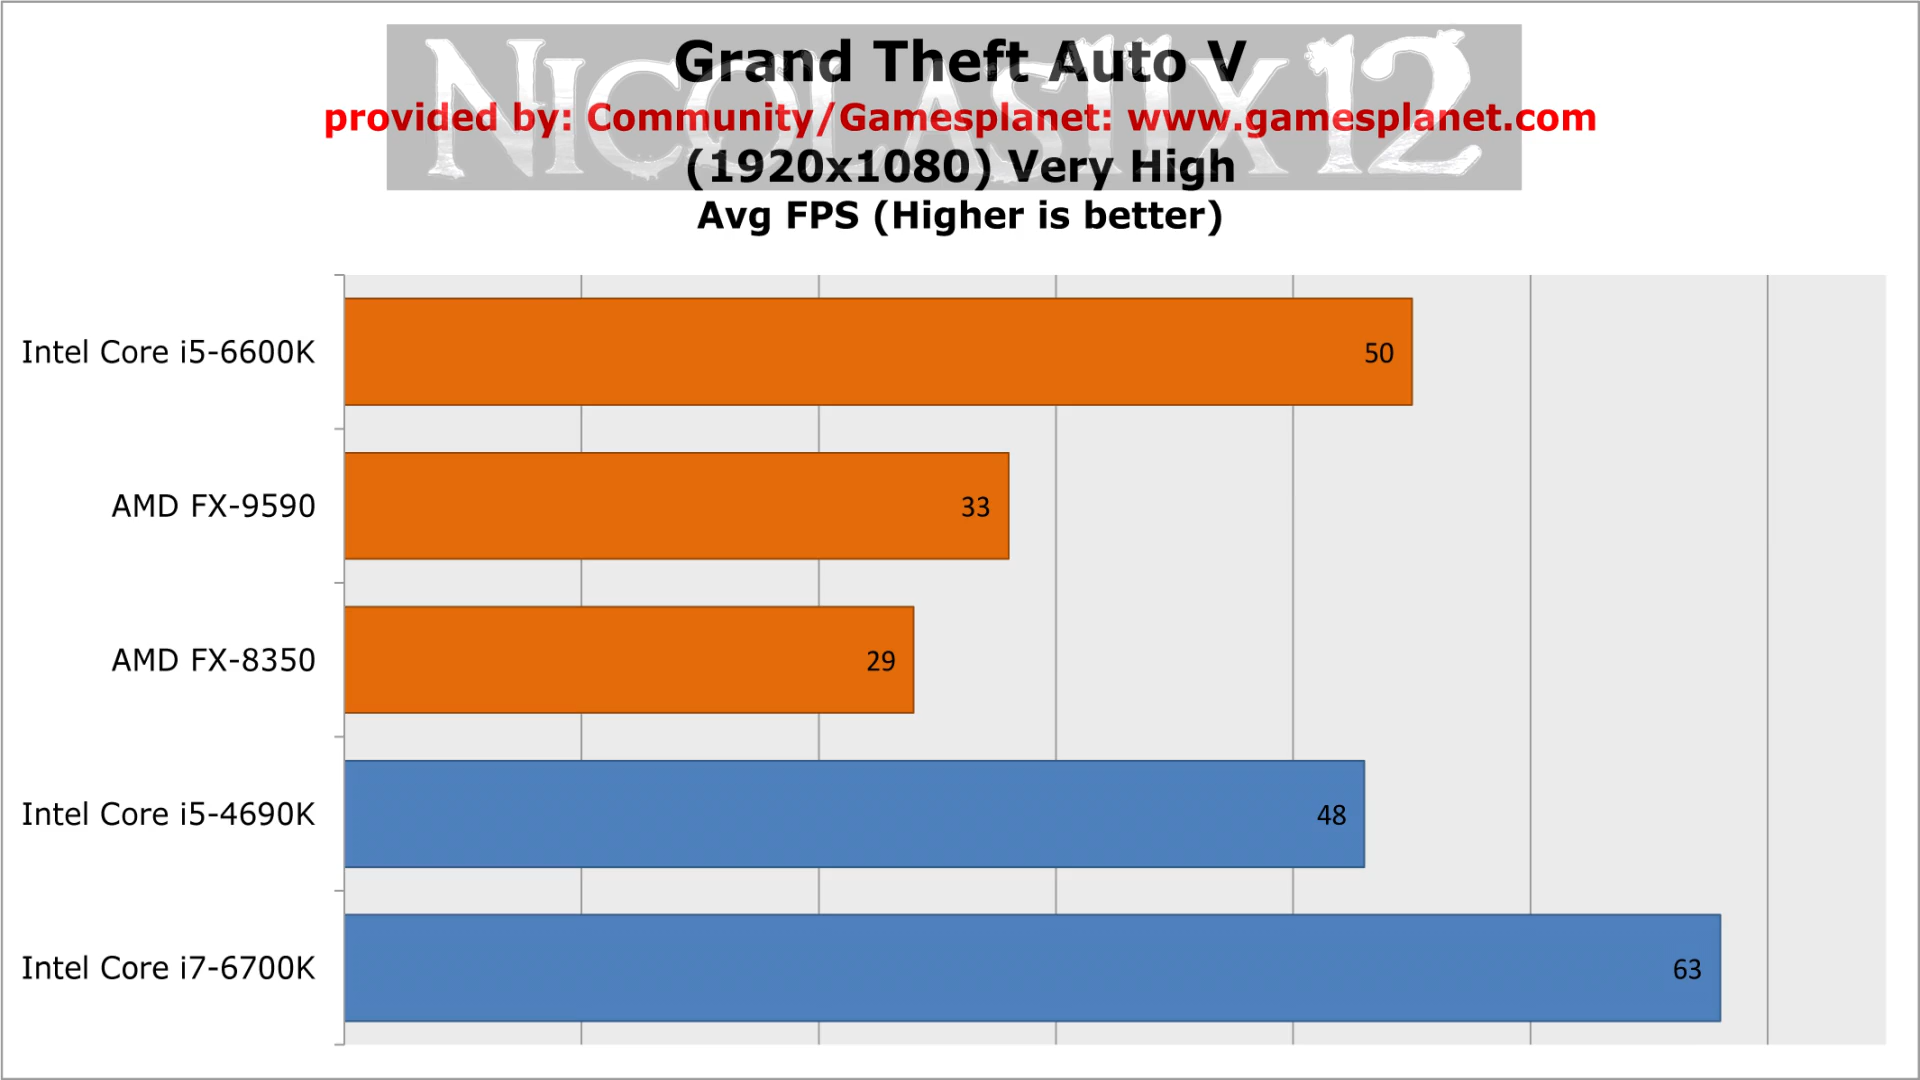 NICOLAS11X12
Grand Theft Auto V
provided by: Community/Gamesplanet: www.gamesplanet.com
(1920x1080) Very High
Avg FPS (Higher is better)
Intel Core i5-6600K
50
AMD FX-9590
33
AMD FX-8350
29
Intel Core i5-4690K
48
Intel Core i7-6700K
63